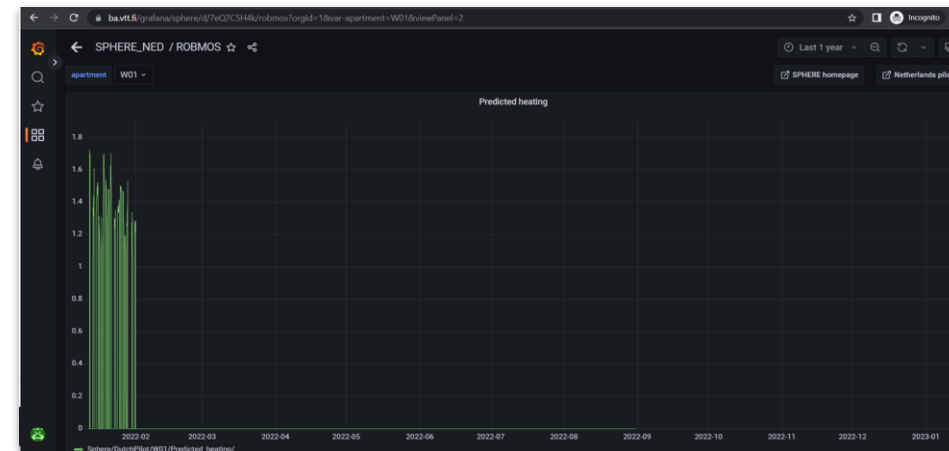 ba.vtt.fi/grafana/sphere/d/7eQ7C5H4k/robmos?orgId=1&var-apartment=W01&viewPanel=2
Incognito
SPHERE_NED / ROBMOS
Last 1 year
apartment W01
SPHERE homepage
Netherlands pilo
Predicted heating
1.8
1.6
1.4
1.2
1
0.8
0.6
0.4
0.2
0
2022-02 2022-03 2022-04 2022-05 2022-06 2022-07 2022-08 2022-09 2022-10 2022-11 2022-12 2023-01
Sphere/DutchPilot/W01/Predicted_heating/